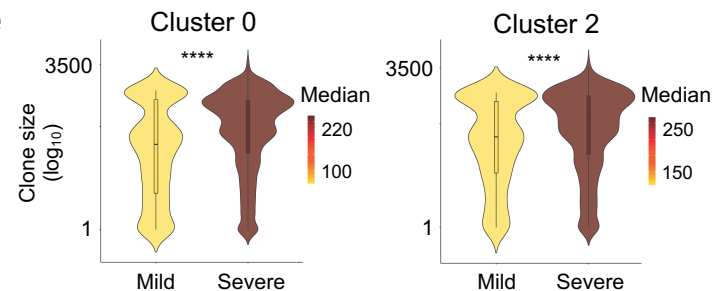 e
Cluster 0
Cluster 2
****
****
3500
3500
Clone size
(log₁₀)
Median
220
100
Median
250
150
1
1
Mild
Severe
Mild
Severe